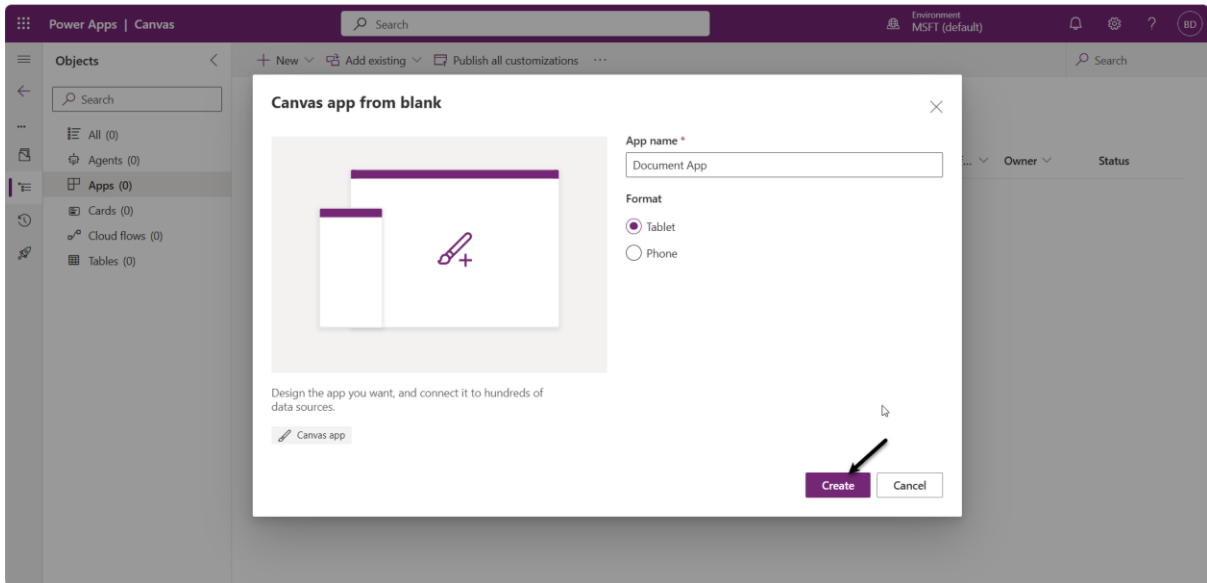 Power Apps | Canvas
Search
Environment
MSFT (default)
?
BD
Objects
New
Add existing
Publish all customizations
...
Search
Search
All (0)
Agents (0)
Apps (0)
Cards (0)
Cloud flows (0)
Tables (0)
Canvas app from blank
App name *
Document App
Format
Tablet
Phone
Owner
Status
Design the app you want, and connect it to hundreds of
data sources.
Canvas app
Create
Cancel